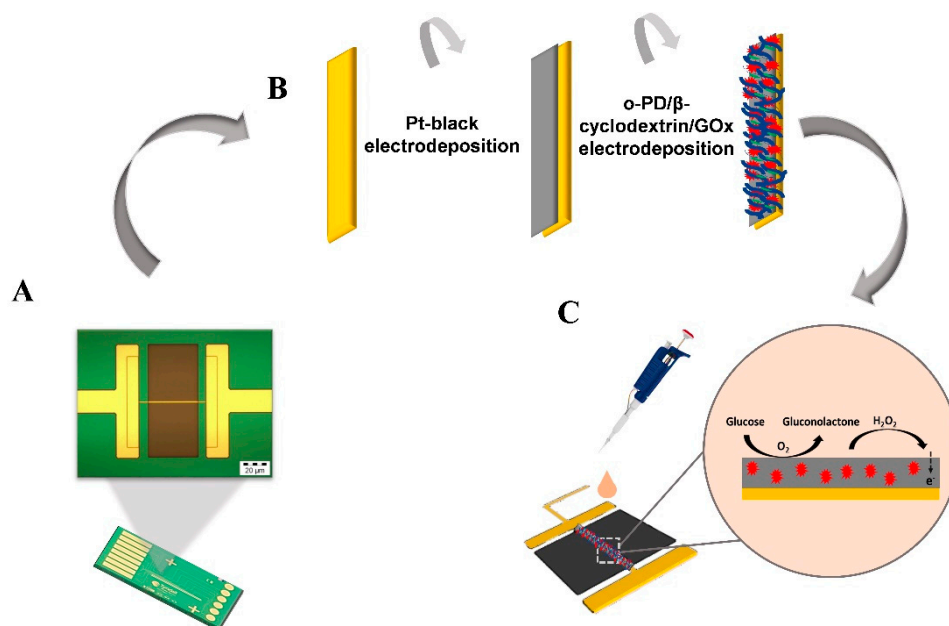 B
Pt-black
electrodeposition
o-PD/β-
cyclodextrin/GOx
electrodeposition
A
20 μm
C
Glucose
Gluconolactone
H₂O₂
O₂
e⁻